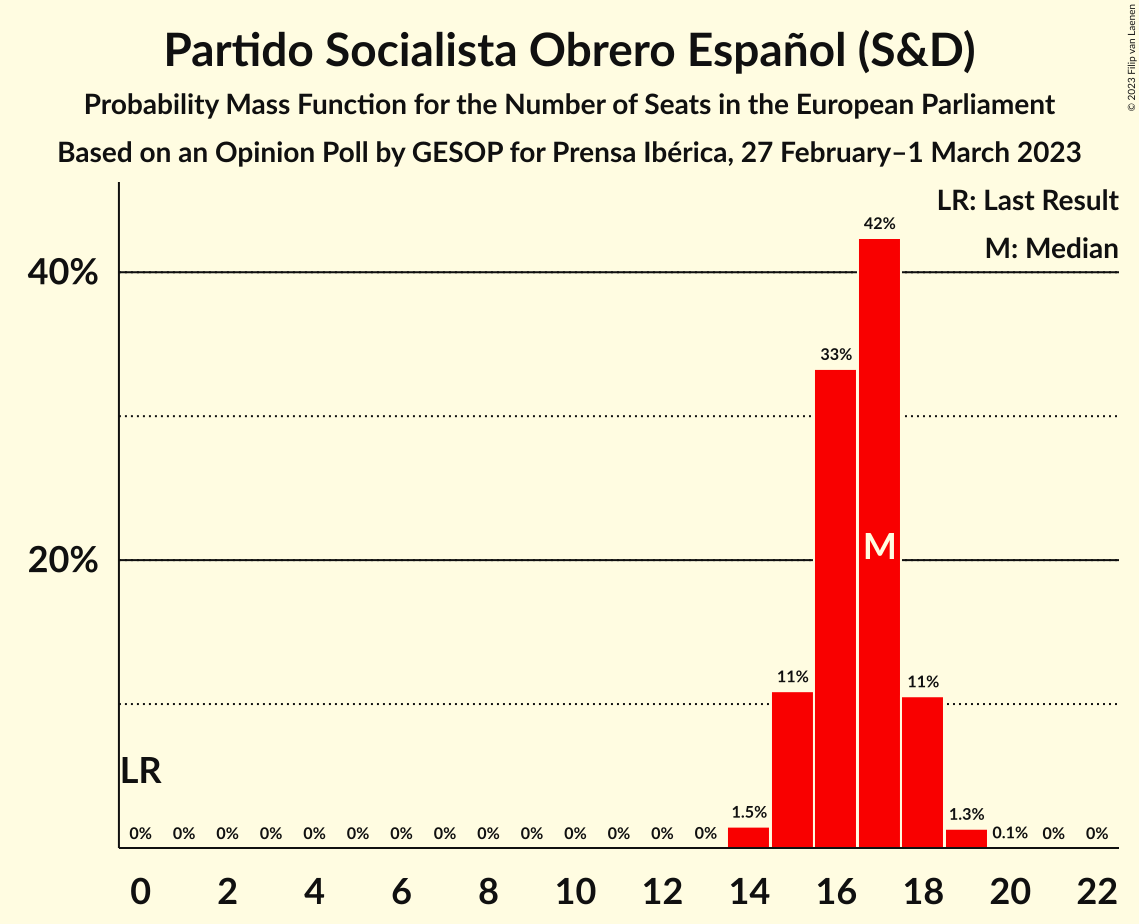 Partido Socialista Obrero Español (S&D)
Probability Mass Function for the Number of Seats in the European Parliament
Based on an Opinion Poll by GESOP for Prensa Ibérica, 27 February–1 March 2023
© 2023 Filip van Laenen
LR: Last Result
M: Median
42%
40%
33%
20%
M
11%
11%
LR
1.5%
1.3%
0% 0% 0% 0% 0% 0% 0% 0% 0% 0% 0% 0% 0% 0% 0.1% 0% 0%
0 2 4 6 8 10 12 14 16 18 20 22